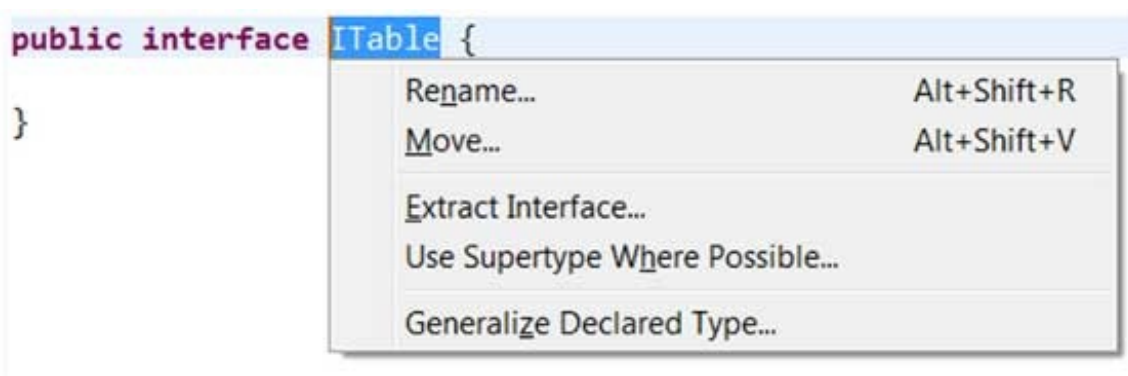 public interface ITable {
Rename... Alt+Shift+R
}
Move... Alt+Shift+V
Extract Interface...
Use Supertype Where Possible...
Generalize Declared Type...